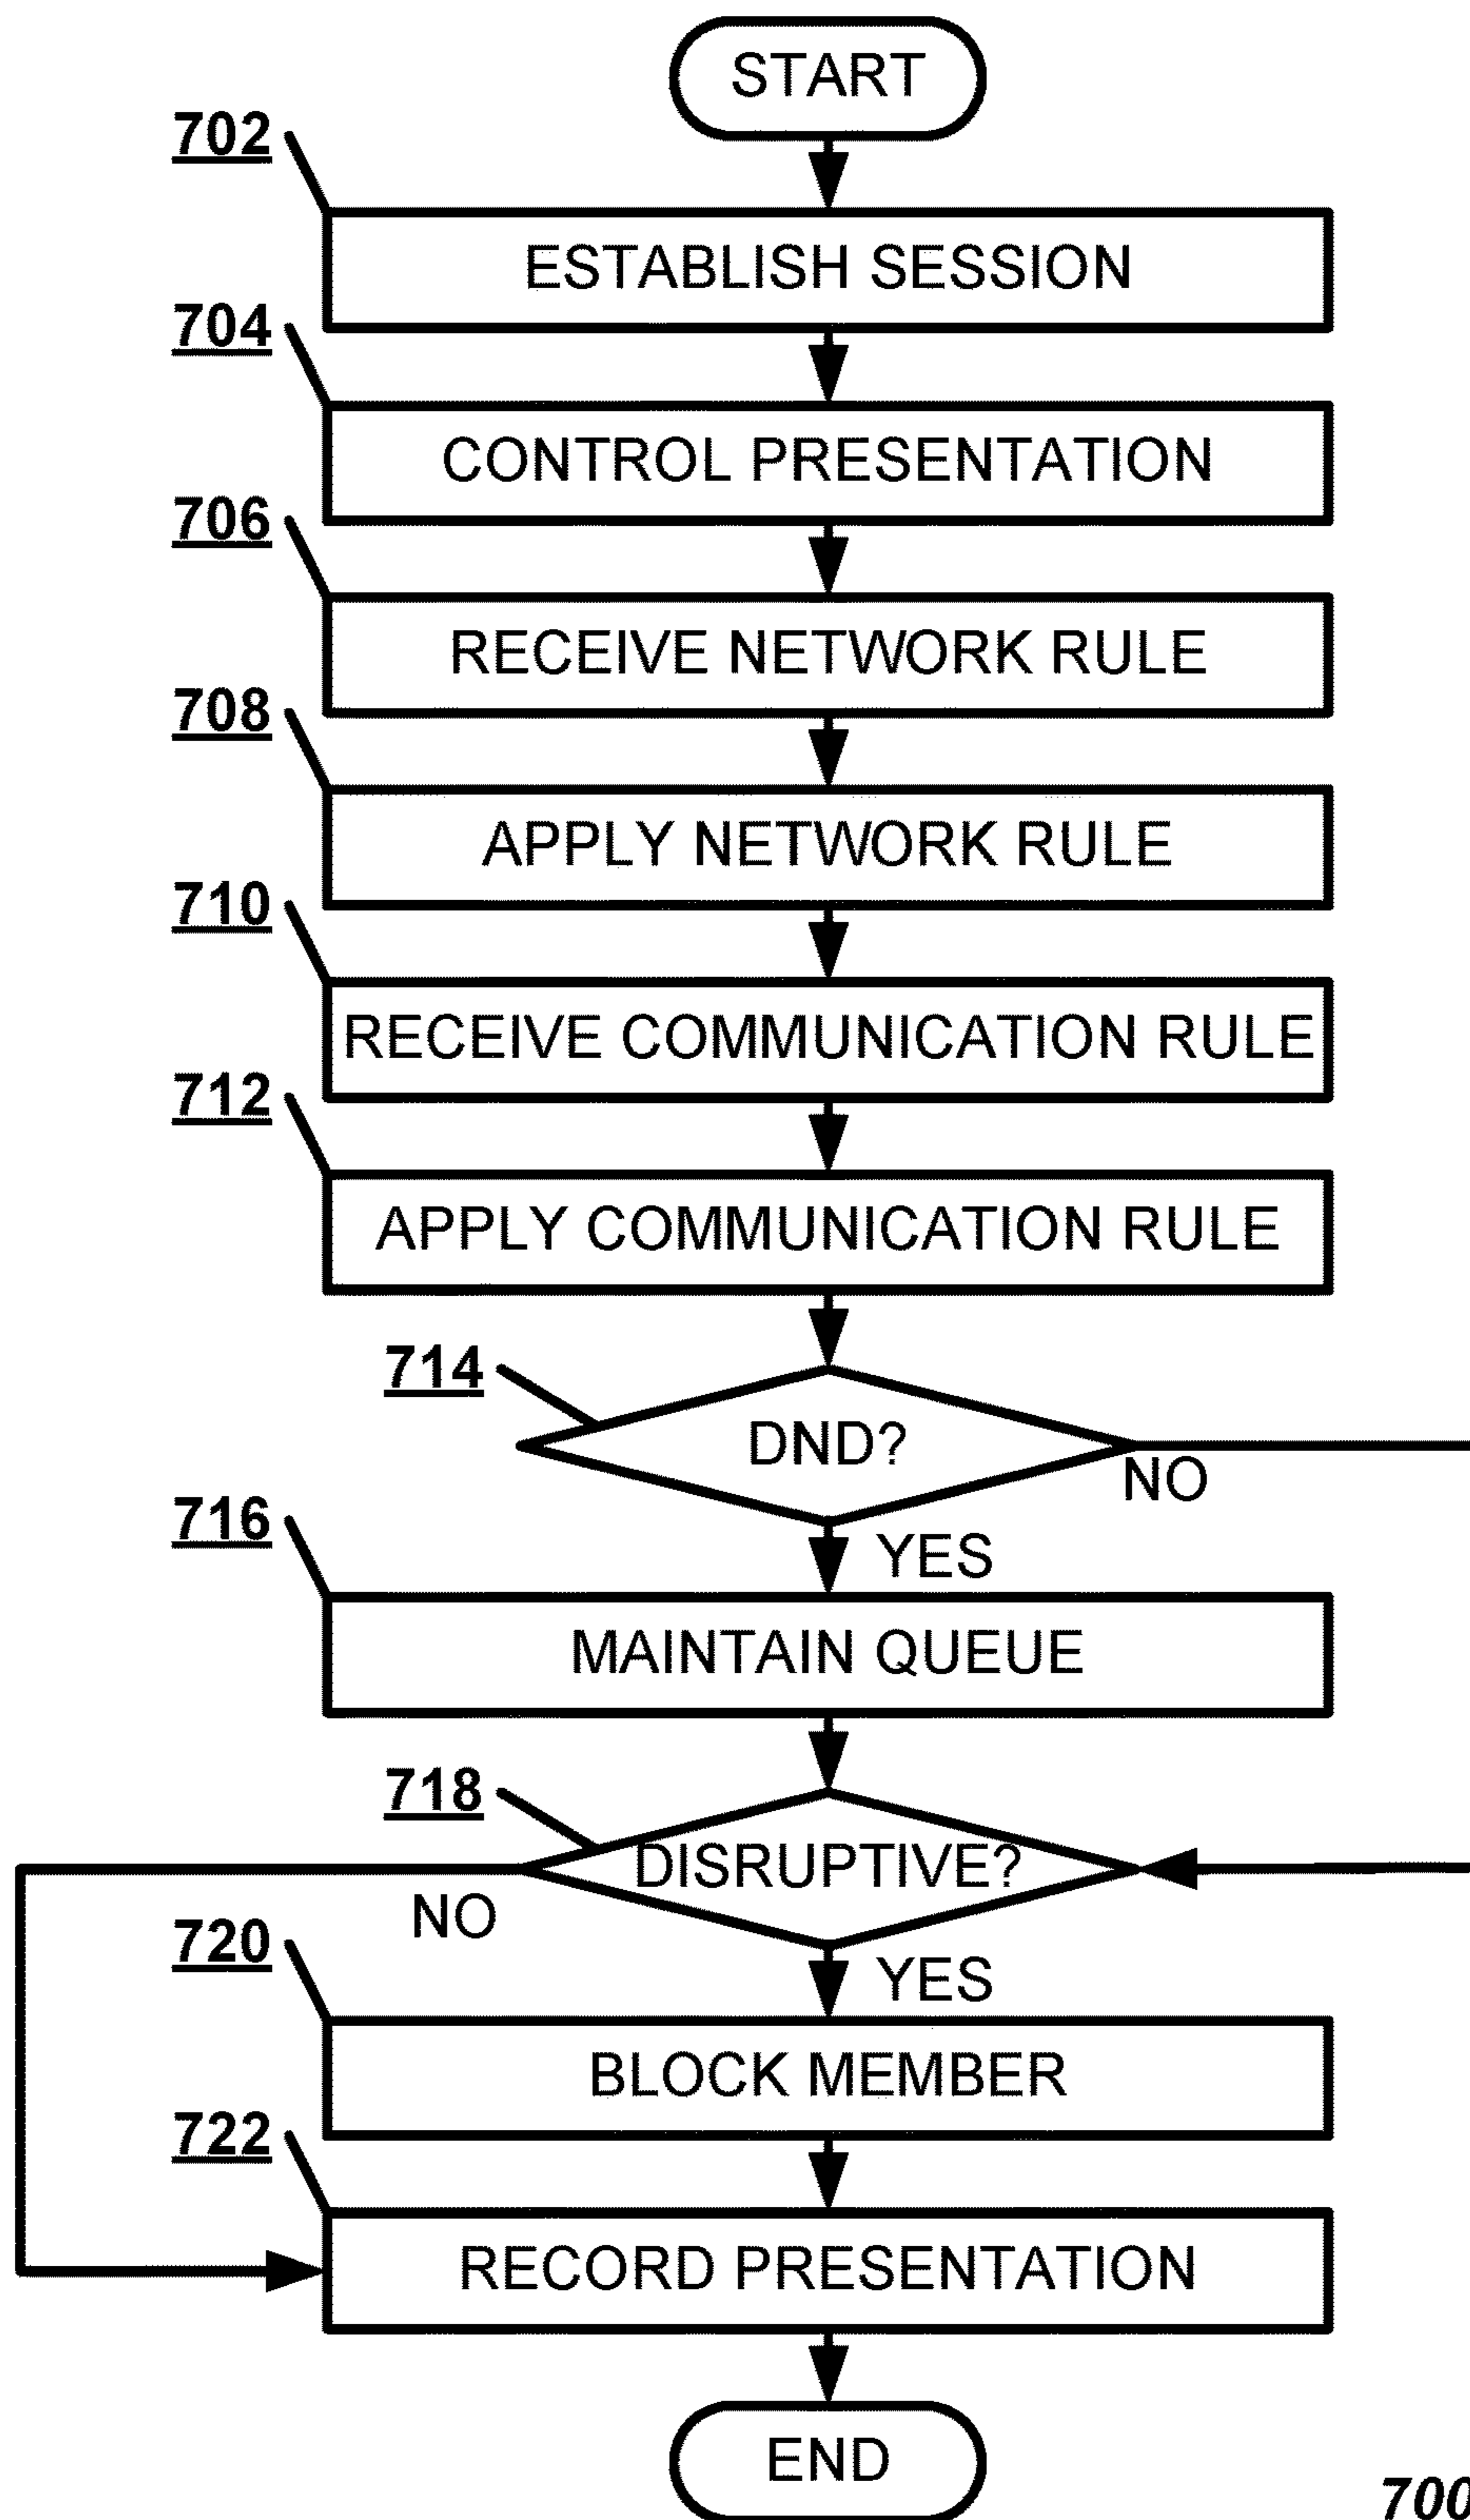 START
702
ESTABLISH SESSION
704
CONTROL PRESENTATION
706
RECEIVE NETWORK RULE
708
APPLY NETWORK RULE
710
RECEIVE COMMUNICATION RULE
712
APPLY COMMUNICATION RULE
714
DND?
NO
716
YES
MAINTAIN QUEUE
718
DISRUPTIVE?
NO
720
YES
BLOCK MEMBER
722
RECORD PRESENTATION
END
700